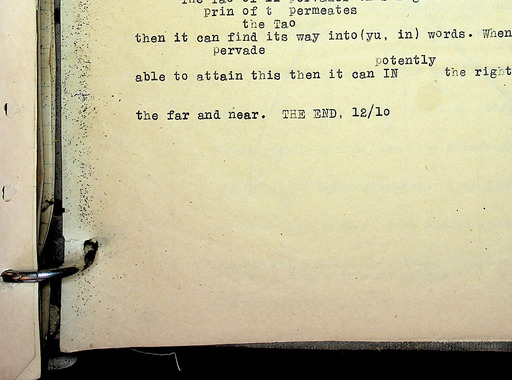 prin of t permeates
the Tao
then it can find its way into(yu, in) words. When
pervade
potently
able to attain this then it can IN the right
the far and near. THE END, 12/10